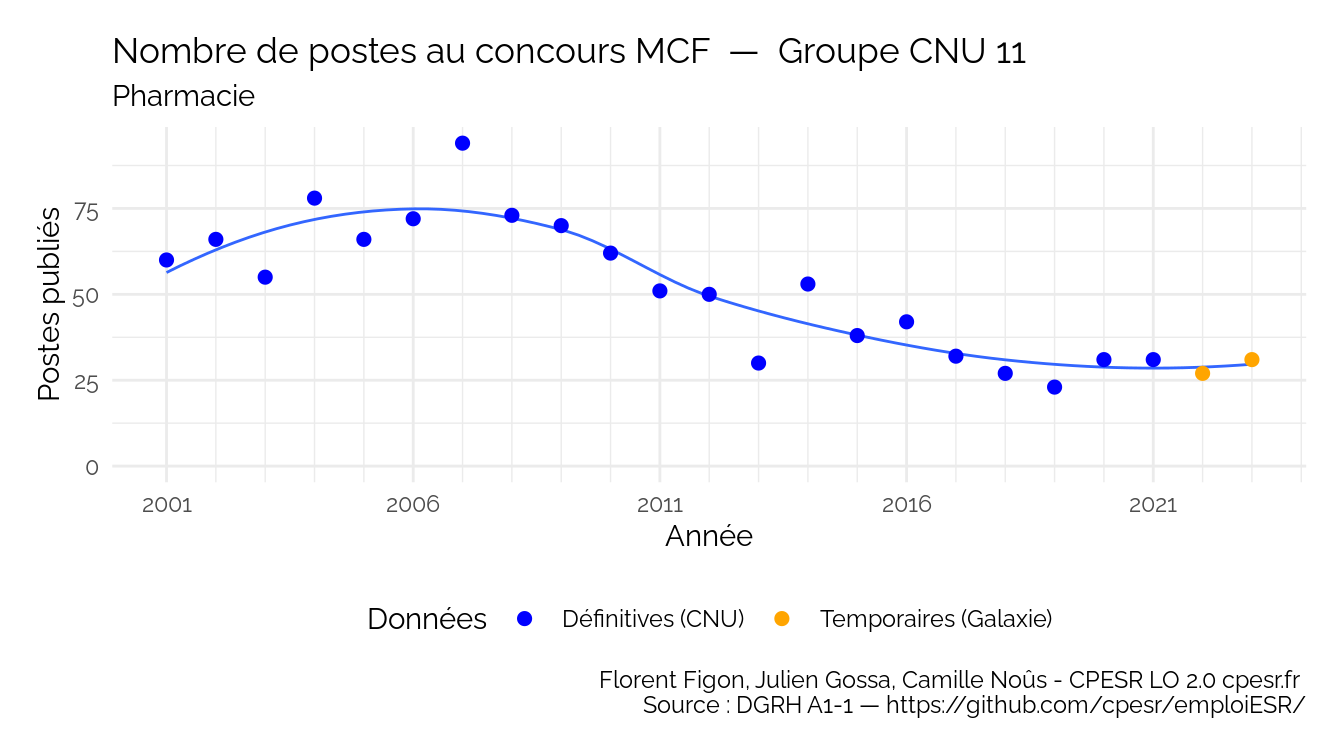 Nombre de postes au concours MCF — Groupe CNU 11
Pharmacie
Postes publiés
75
50
25
0
2001 2006 2011 2016 2021
Année
Données Définitives (CNU) Temporaires (Galaxie)
Florent Figon, Julien Gossa, Camille Noûs - CPESR LO 2.0 cpesr.fr
Source : DGRH A1-1 — https://github.com/cpesr/emploiESR/